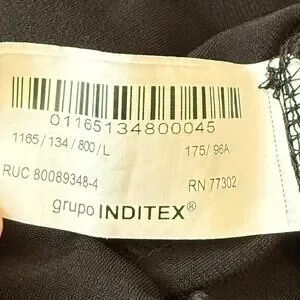 01165134800045
1165/134/800/L 175/96A
RUC 80089348-4 RN 77302
grupo INDITEX®